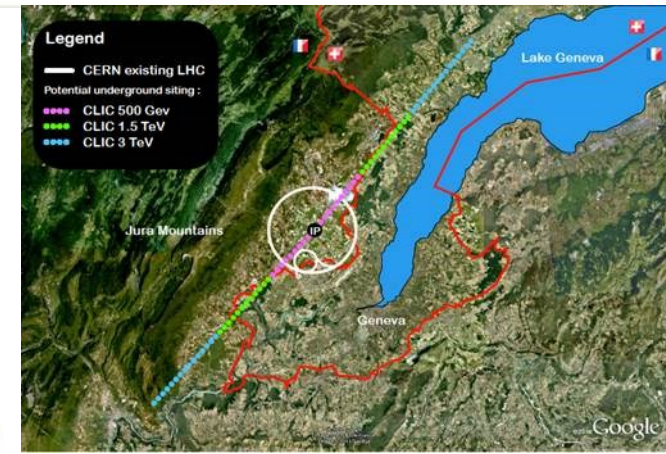 Legend
CERN existing LHC
Potential underground siting :
CLIC 500 Gev
CLIC 1.5 TeV
CLIC 3 TeV
Lake Geneva
Jura Mountains
IP
Geneva
Google